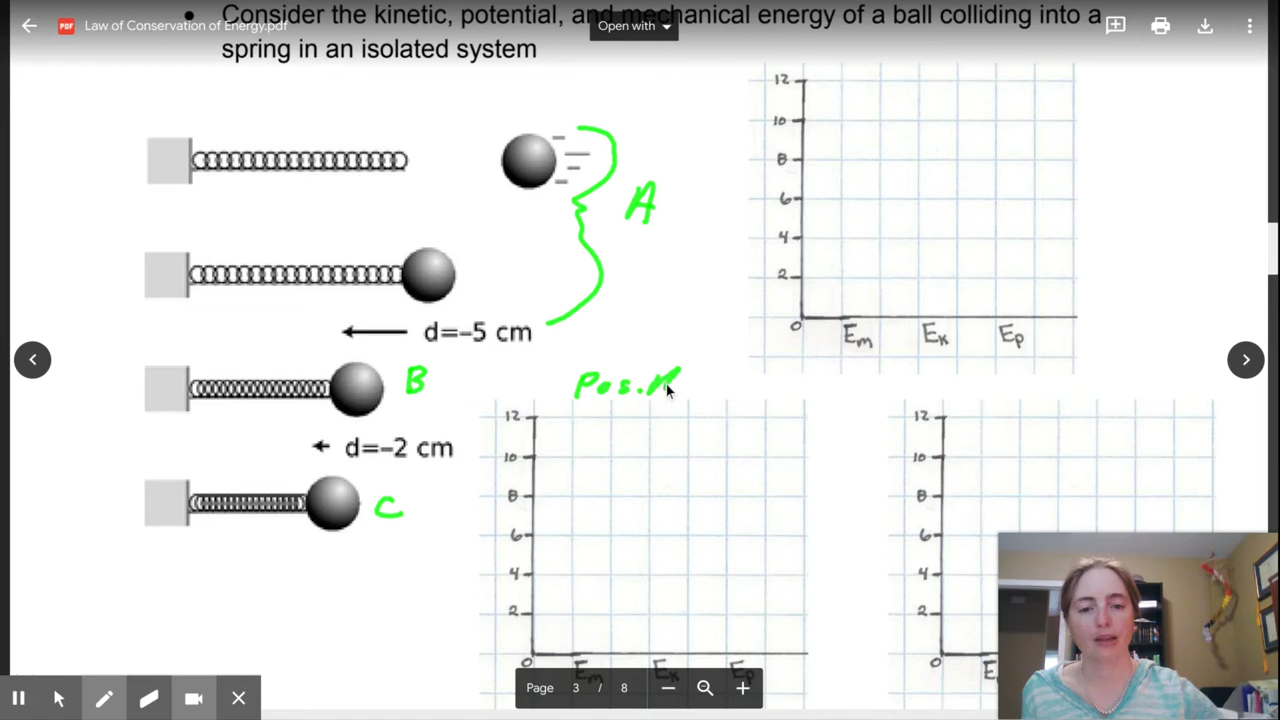 Consider the kinetic, potential, and mechanical energy of a ball colliding into a
Law of Conservation of Energy.pdf
Open with
PDF
spring in an isolated system
A
d=–5 cm
B
d=–2 cm
C
Pos.
12
10
8
6
4
2
0
Em
Ek
Ep
12
10
8
6
4
2
0
Em
Ek
Ep
12
10
8
6
4
2
0
Page 3 / 8